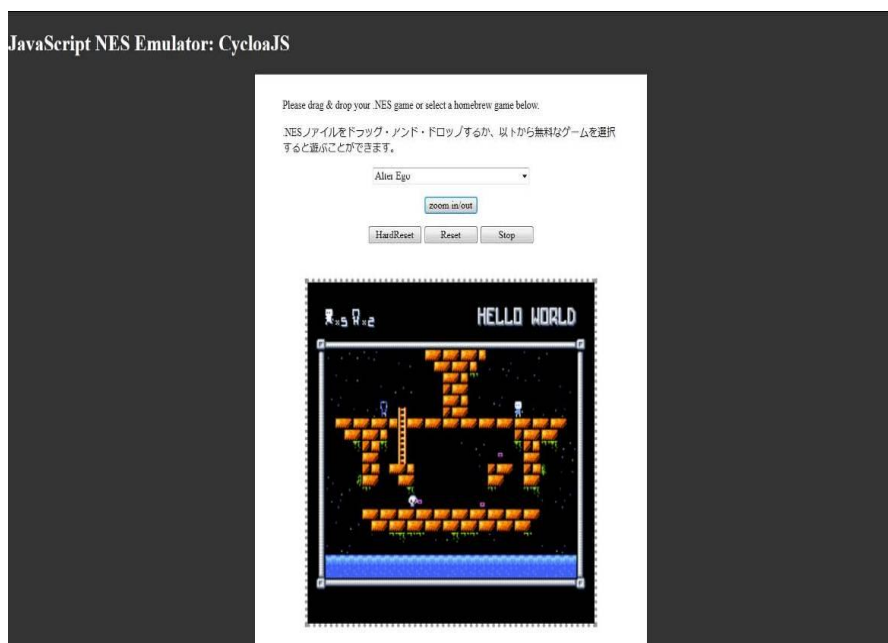 JavaScript NES Emulator: CycloaJS
Please drag & drop your .NES game or select a homebrew game below.
.NESファイルをドラッグ・アンド・ドロップするか、以下から無料なゲームを選択
すると遊ぶことができます。
Alter Ego
zoom in/out
HardReset Reset Stop
×5 ×2 HELLO WORLD